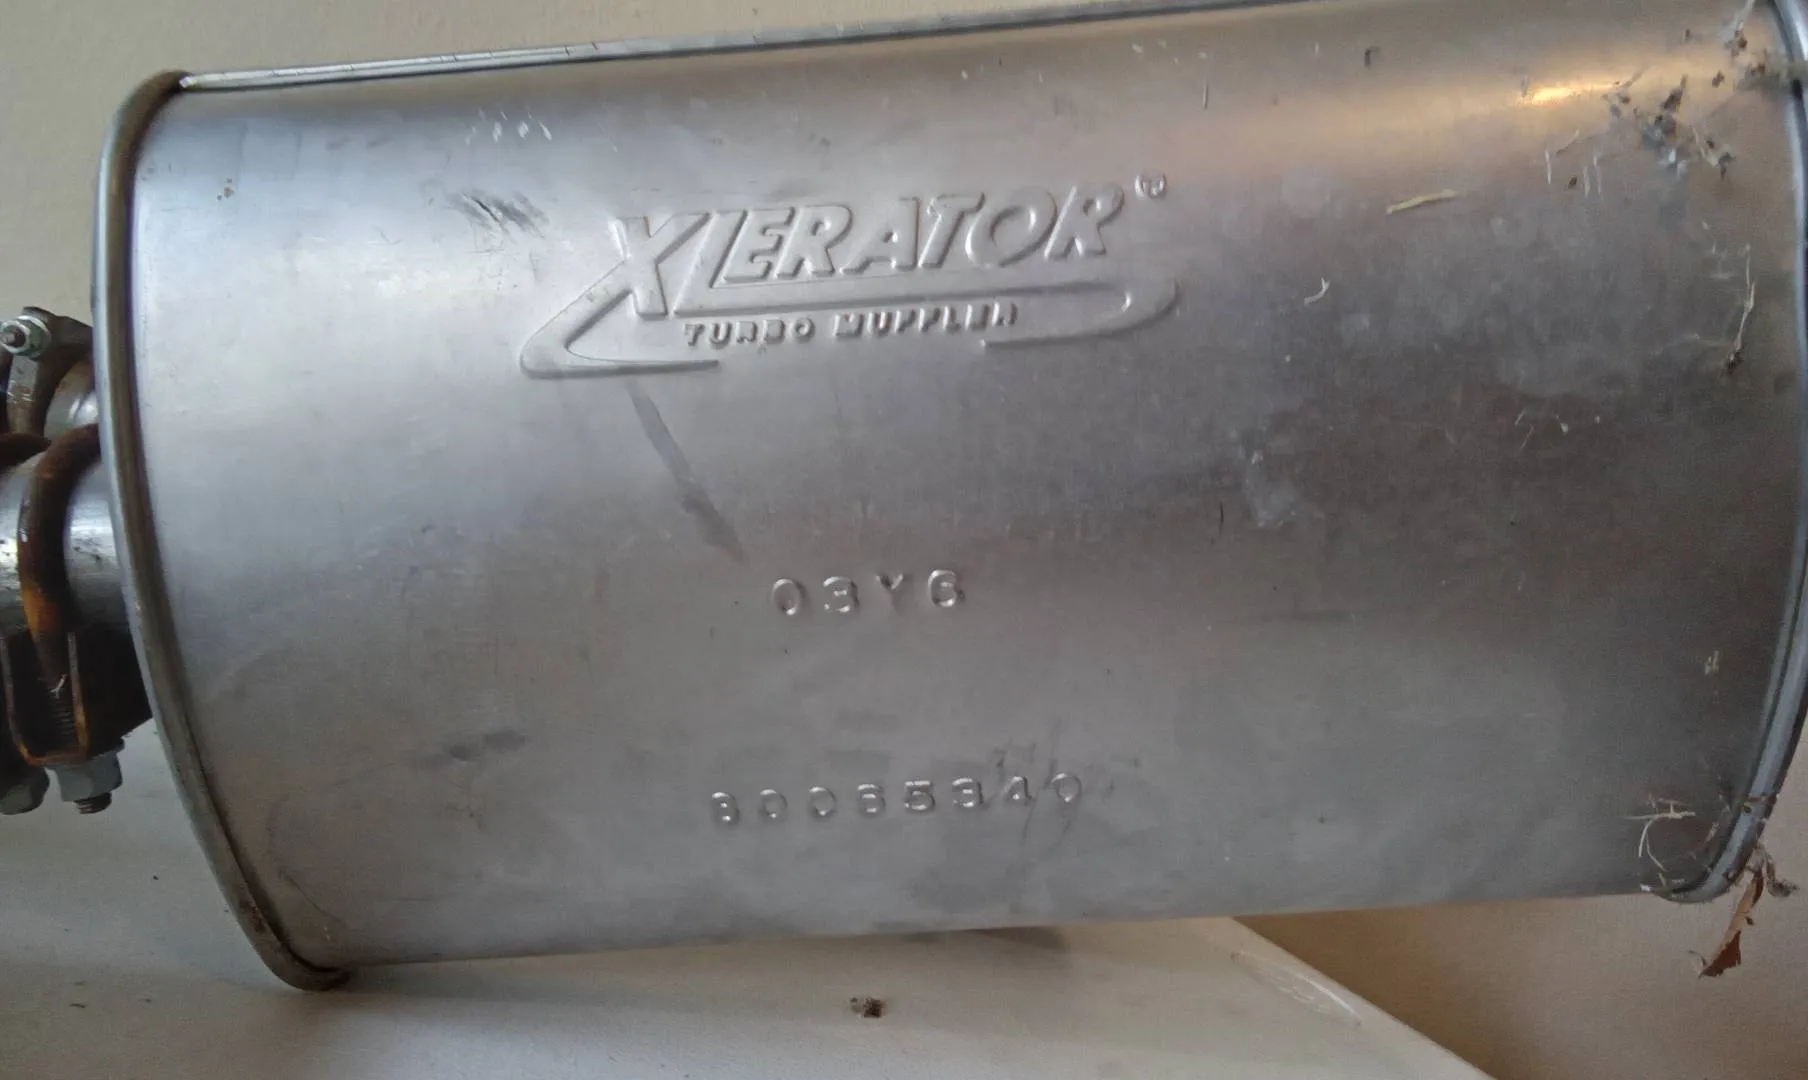 XLERATOR®
TURBO MUFFLER
03Y6
80065340